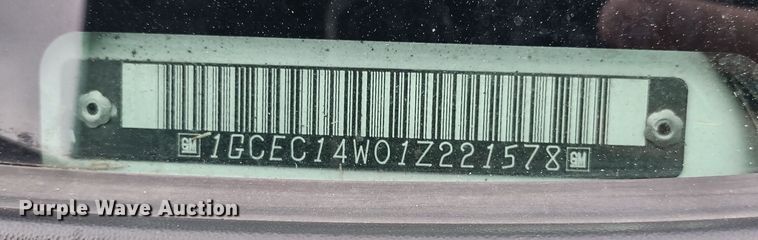 GM 1GCEC14W01Z221578 GM
Purple Wave Auction